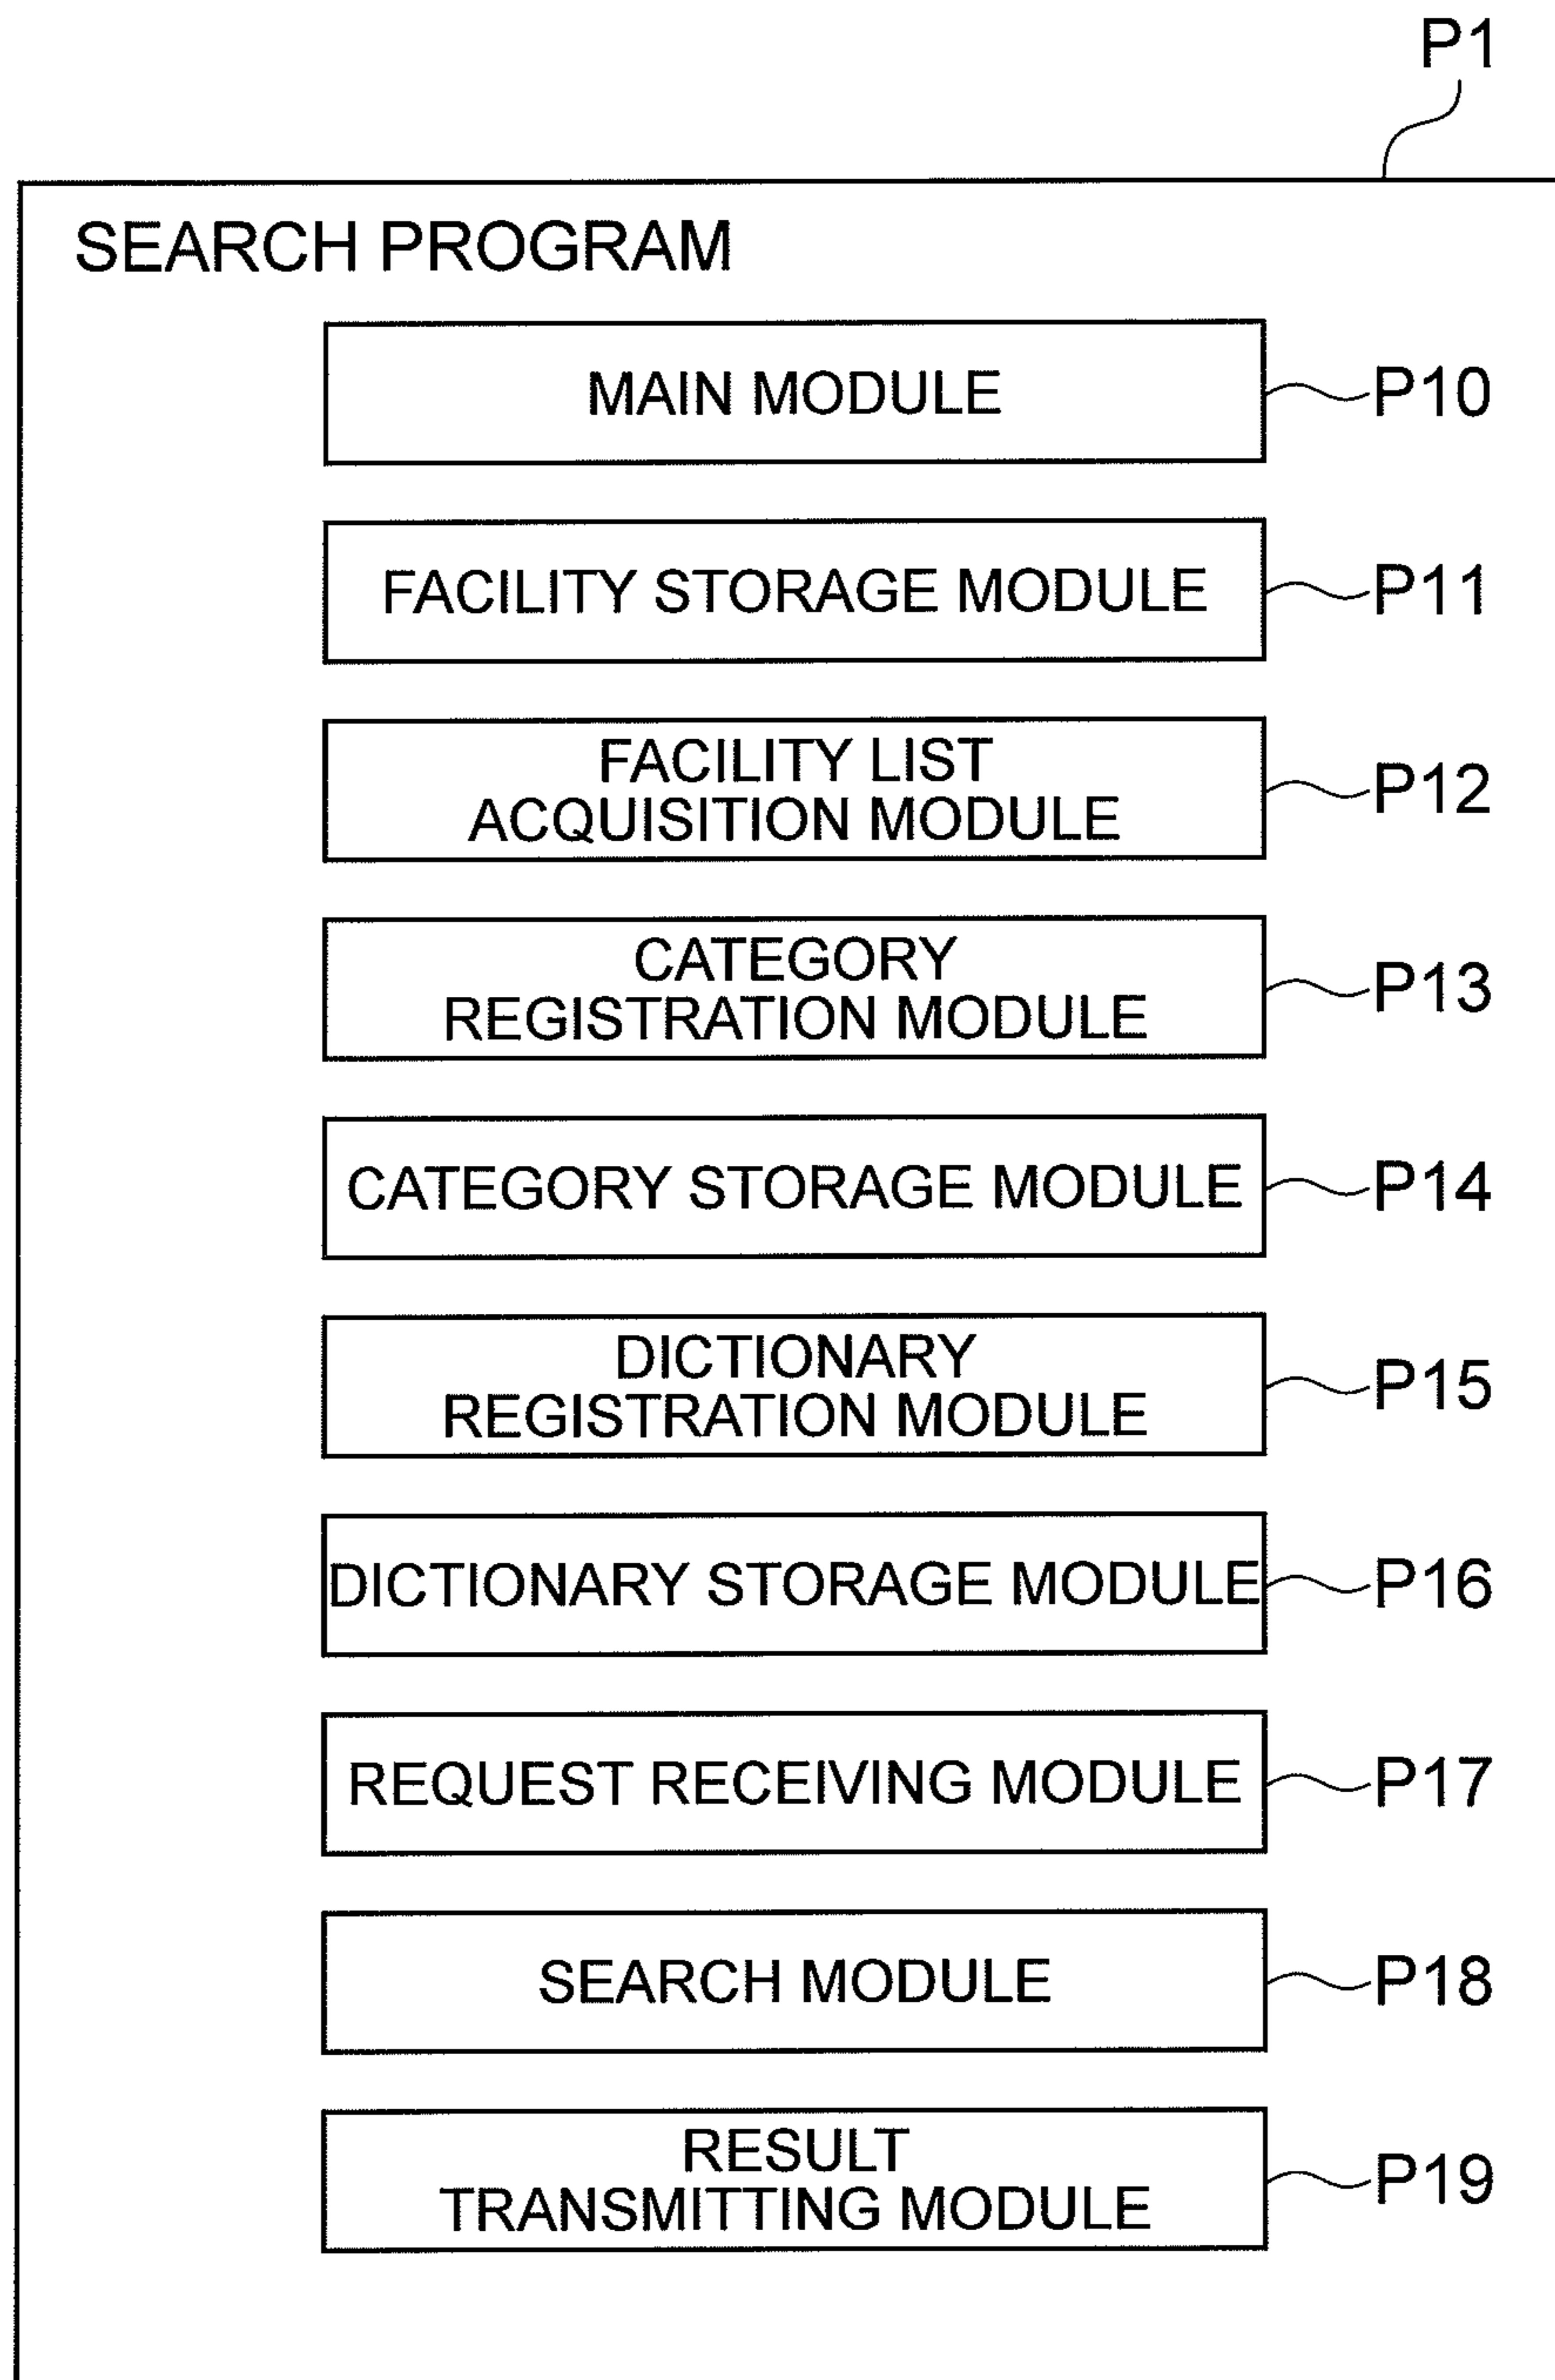 P1
SEARCH PROGRAM
MAIN MODULE
P10
FACILITY STORAGE MODULE
P11
FACILITY LIST
ACQUISITION MODULE
P12
CATEGORY
REGISTRATION MODULE
P13
CATEGORY STORAGE MODULE
P14
DICTIONARY
REGISTRATION MODULE
P15
DICTIONARY STORAGE MODULE
P16
REQUEST RECEIVING MODULE
P17
SEARCH MODULE
P18
RESULT
TRANSMITTING MODULE
P19